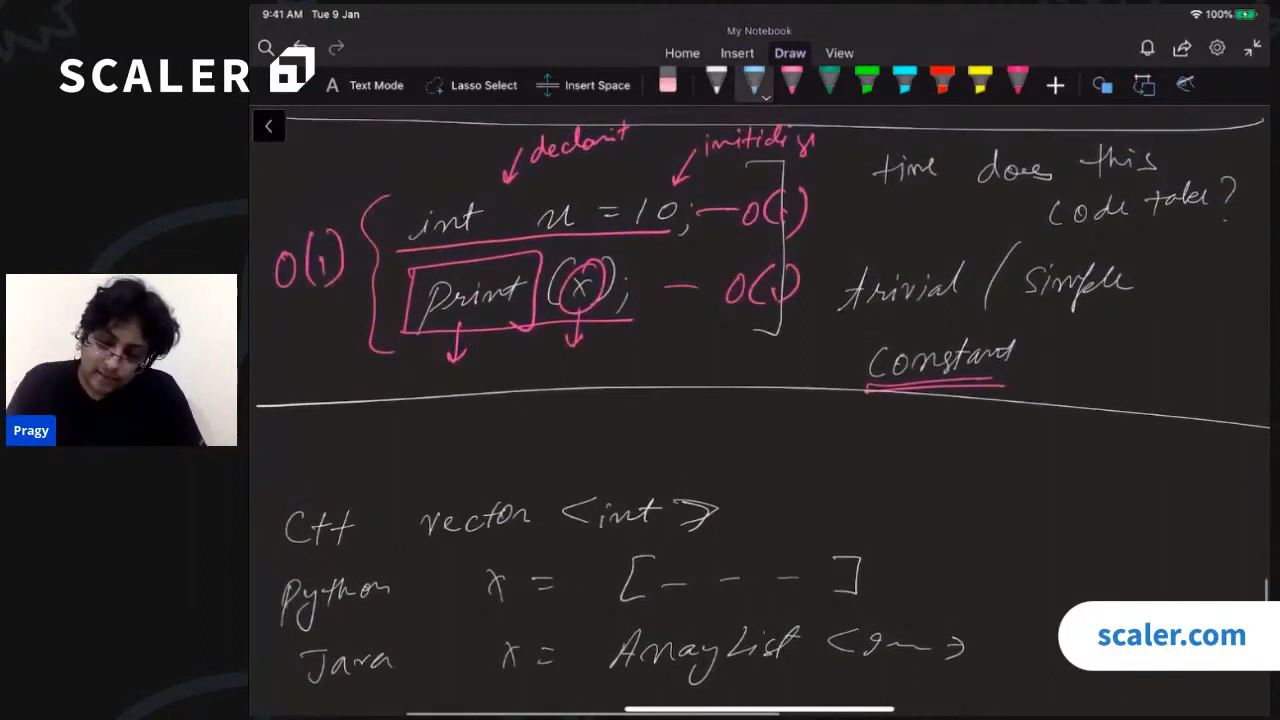 9:41 AM Tue 9 Jan
100%
My Notebook
Home Insert Draw View
SCALER
Text Mode Lasso Select Insert Space
declarat
initialize
time does this
code take?
int x = 10; — O(1)
O(1)
print (x); — O(1)
trivial / simple
constant
Pragy
C++ vector <int>
Python x = [ - - - ]
Java x = ArrayList <
scaler.com